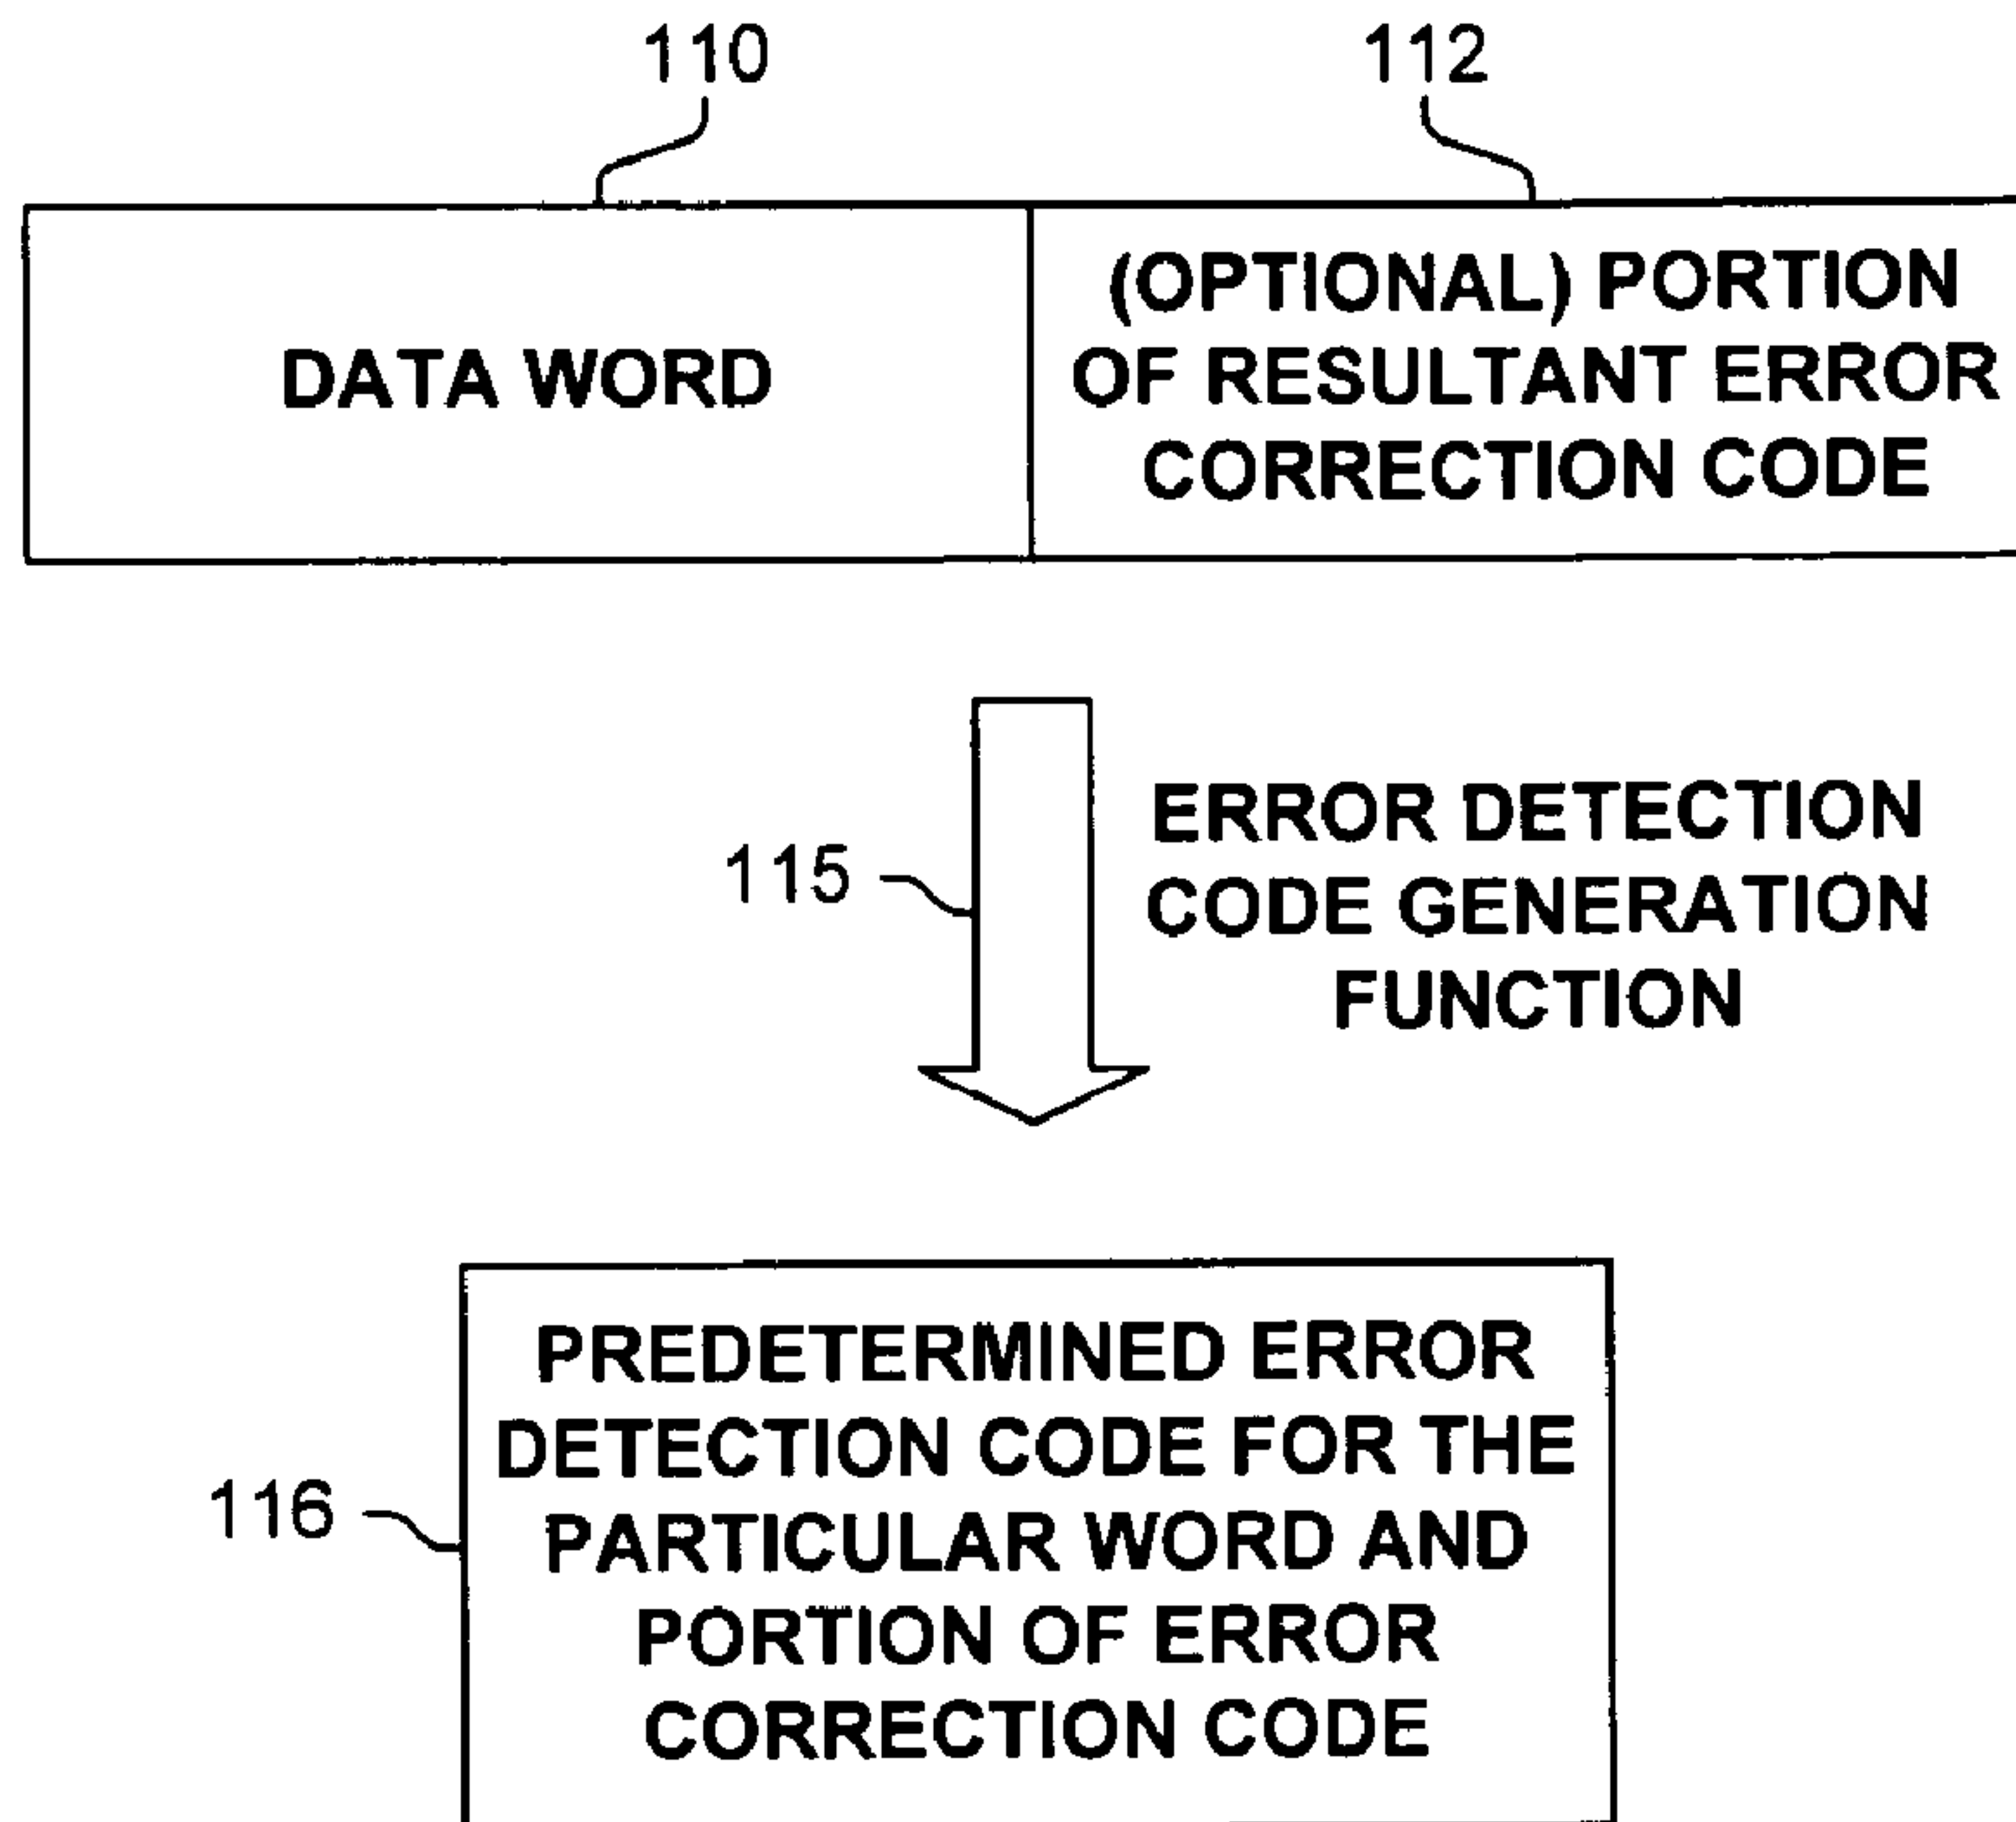 110
112
DATA WORD
(OPTIONAL) PORTION
OF RESULTANT ERROR
CORRECTION CODE
115
ERROR DETECTION
CODE GENERATION
FUNCTION
116
PREDETERMINED ERROR
DETECTION CODE FOR THE
PARTICULAR WORD AND
PORTION OF ERROR
CORRECTION CODE